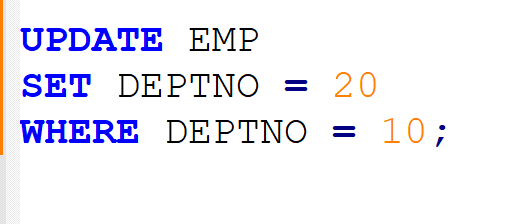 UPDATE EMP
SET DEPTNO = 20
WHERE DEPTNO = 10;